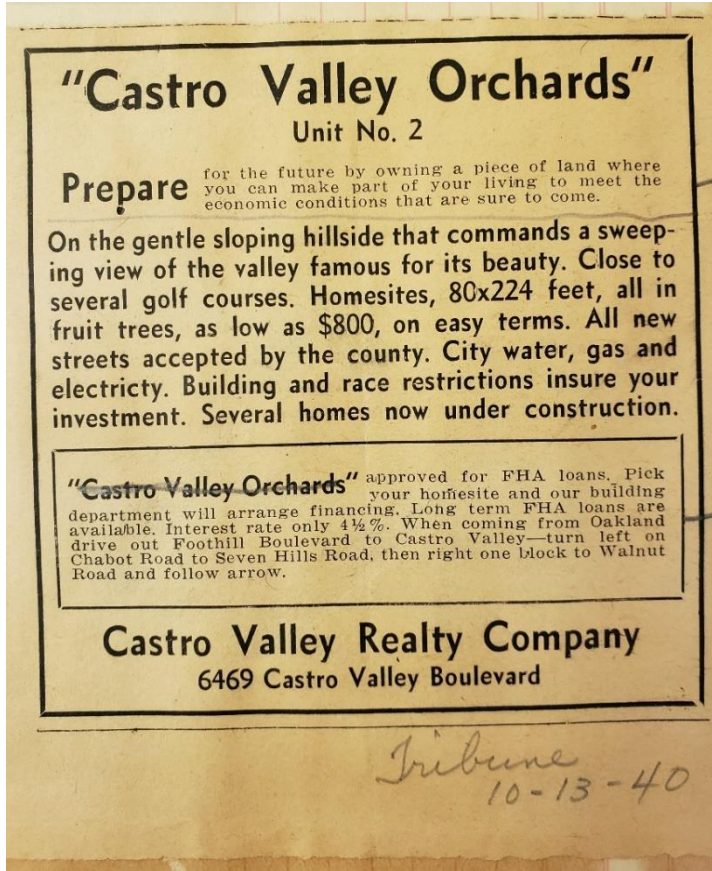 "Castro Valley Orchards"
Unit No. 2
Prepare for the future by owning a piece of land where
you can make part of your living to meet the
economic conditions that are sure to come.
On the gentle sloping hillside that commands a sweep-
ing view of the valley famous for its beauty. Close to
several golf courses. Homesites, 80x224 feet, all in
fruit trees, as low as $800, on easy terms. All new
streets accepted by the county. City water, gas and
electricty. Building and race restrictions insure your
investment. Several homes now under construction.
"Castro Valley Orchards" approved for FHA loans. Pick
your homesite and our building
department will arrange financing. Long term FHA loans are
available. Interest rate only 4½%. When coming from Oakland
drive out Foothill Boulevard to Castro Valley—turn left on
Chabot Road to Seven Hills Road, then right one block to Walnut
Road and follow arrow.
Castro Valley Realty Company
6469 Castro Valley Boulevard
Tribune
10-13-40